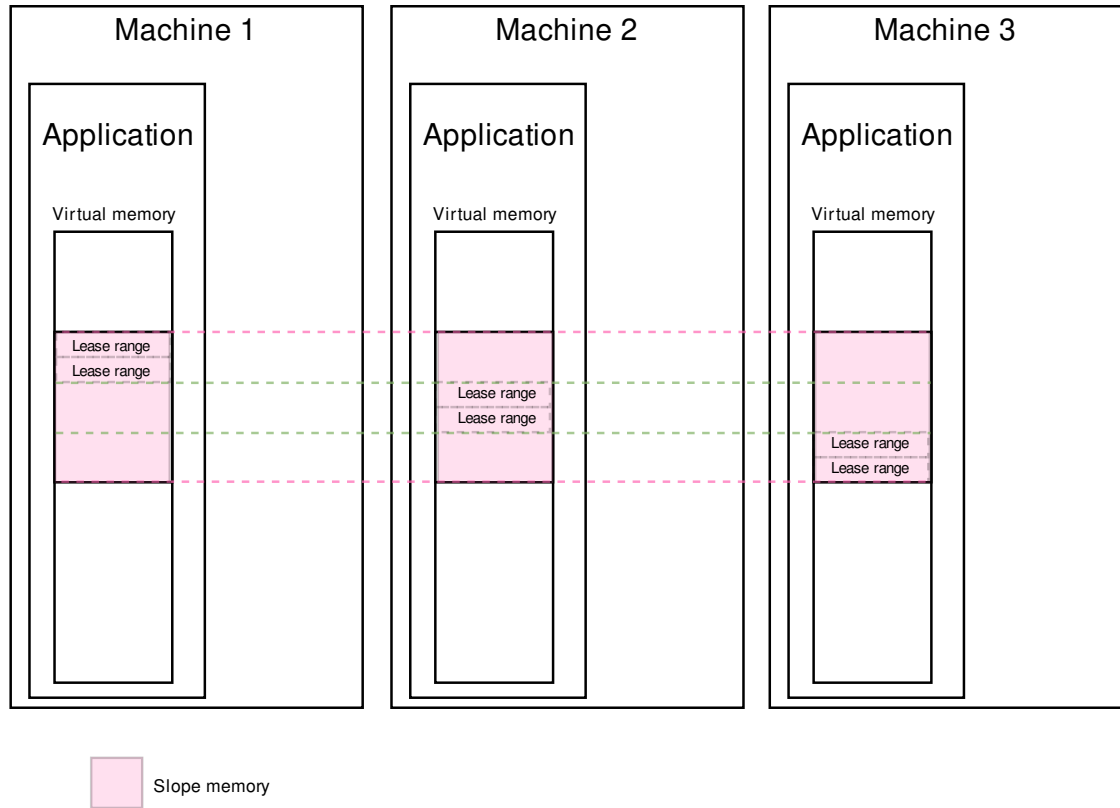 Machine 1
Machine 2
Machine 3
Application
Application
Application
Virtual memory
Virtual memory
Virtual memory
Lease range
Lease range
Lease range
Lease range
Lease range
Lease range
Slope memory